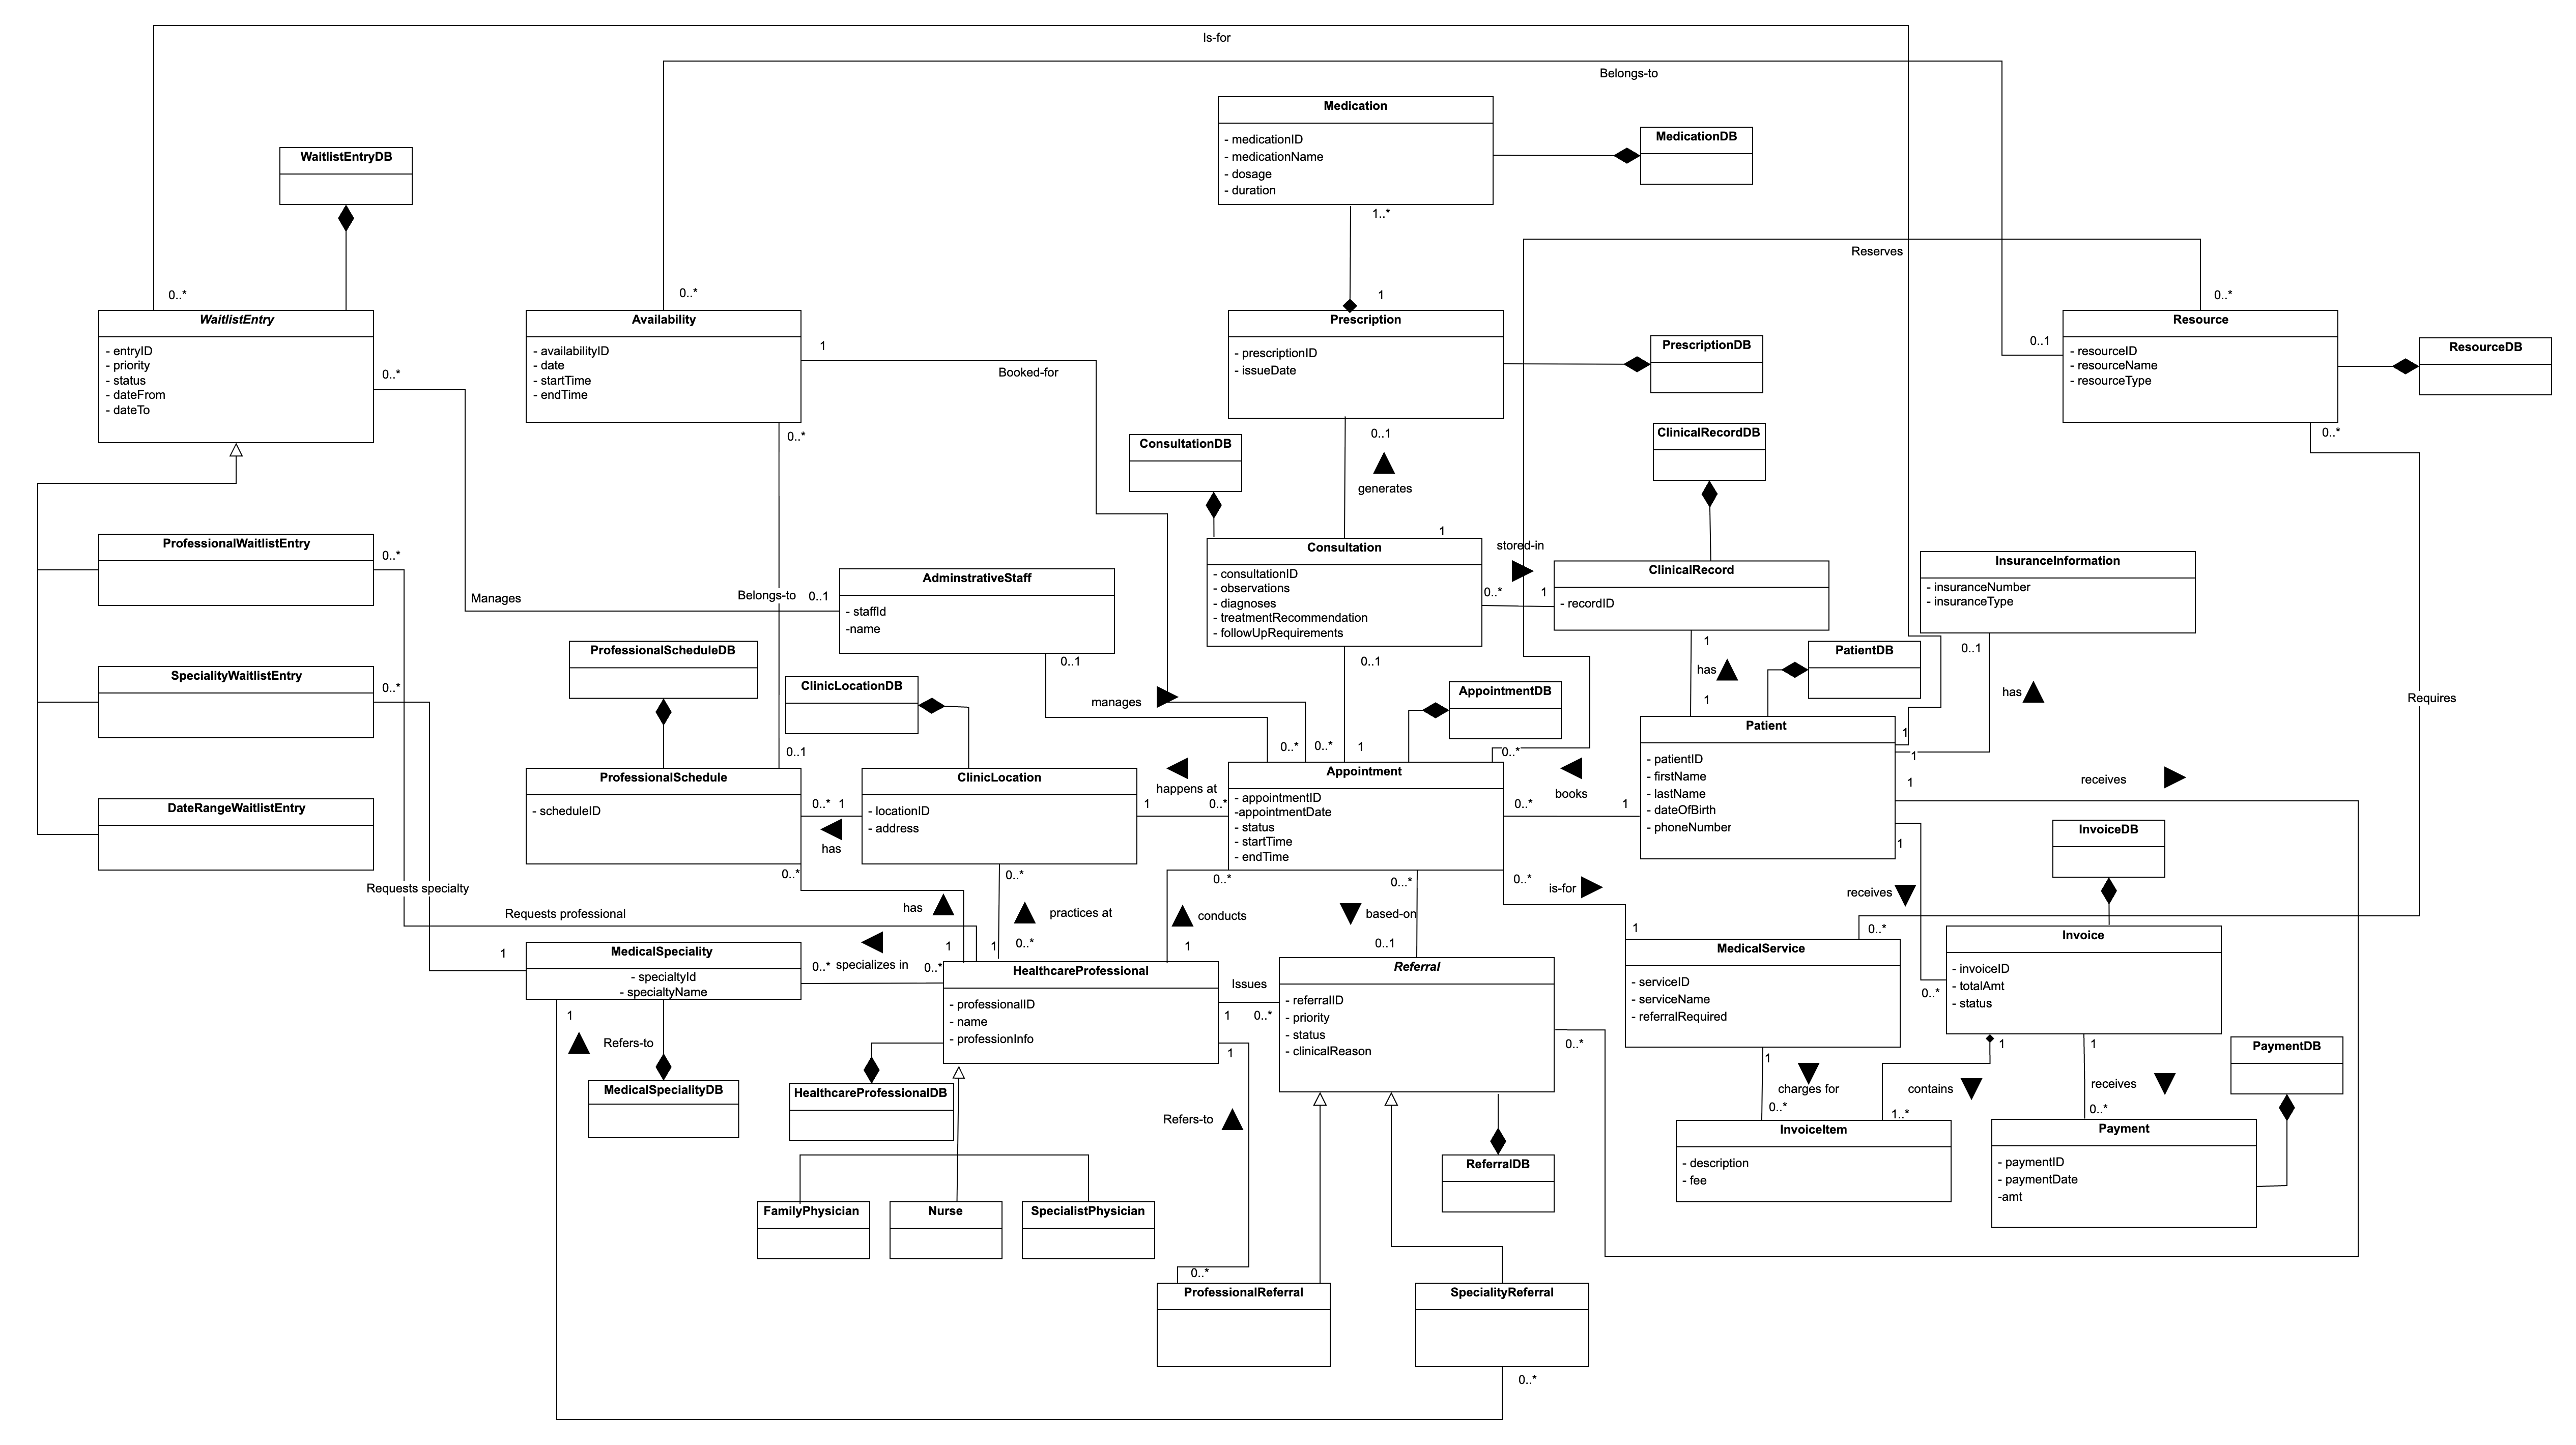 Is-for
Belongs-to
Medication
- medicationID
- medicationName
- dosage
- duration
MedicationDB
WaitlistEntryDB
1..*
Reserves
0..*
0..*
1
0..*
WaitlistEntry
- entryID
- priority
- status
- dateFrom
- dateTo
0..*
Availability
- availabilityID
- date
- startTime
- endTime
1
Booked-for
0..*
Prescription
- prescriptionID
- issueDate
PrescriptionDB
0..1
Resource
- resourceID
- resourceName
- resourceType
ResourceDB
0..*
0..1
generates
ConsultationDB
ClinicalRecordDB
1
stored-in
Consultation
- consultationID
- observations
- diagnoses
- treatmentRecommendation
- followUpRequirements
0..*
1
ClinicalRecord
- recordID
InsuranceInformation
- insuranceNumber
- insuranceType
ProfessionalWaitlistEntry
0..*
Manages
Belongs-to
0..1
AdminstrativeStaff
- staffId
-name
0..1
0..1
1
has
1
0..1
has
PatientDB
Requires
ProfessionalScheduleDB
ClinicLocationDB
SpecialityWaitlistEntry
0..*
manages
AppointmentDB
0..1
0..*
0..*
1
0..*
Patient
- patientID
- firstName
- lastName
- dateOfBirth
- phoneNumber
1
1
1
receives
ProfessionalSchedule
- scheduleID
0..*
1
has
ClinicLocation
- locationID
- address
1
happens at
0..*
Appointment
- appointmentID
-appointmentDate
- status
- startTime
- endTime
books
0..*
1
DateRangeWaitlistEntry
InvoiceDB
1
receives
0..*
0..*
0..*
0...*
0..*
is-for
Requests specialty
Requests professional
has
practices at
conducts
based-on
1
1
0..*
1
0..1
1
0..*
1
MedicalSpeciality
- specialtyId
- specialtyName
0..*
specializes in
0..*
HealthcareProfessional
- professionalID
- name
- professionInfo
Issues
1
0..*
Referral
- referralID
- priority
- status
- clinicalReason
0..*
MedicalService
- serviceID
- serviceName
- referralRequired
0..*
Invoice
- invoiceID
- totalAmt
- status
1
Refers-to
MedicalSpecialityDB
HealthcareProfessionalDB
1
Refers-to
1
charges for
0..*
1
contains
1..*
1
receives
0..*
PaymentDB
InvoiceItem
- description
- fee
Payment
- paymentID
- paymentDate
-amt
ReferralDB
FamilyPhysician
Nurse
SpecialistPhysician
0..*
ProfessionalReferral
SpecialityReferral
0..*